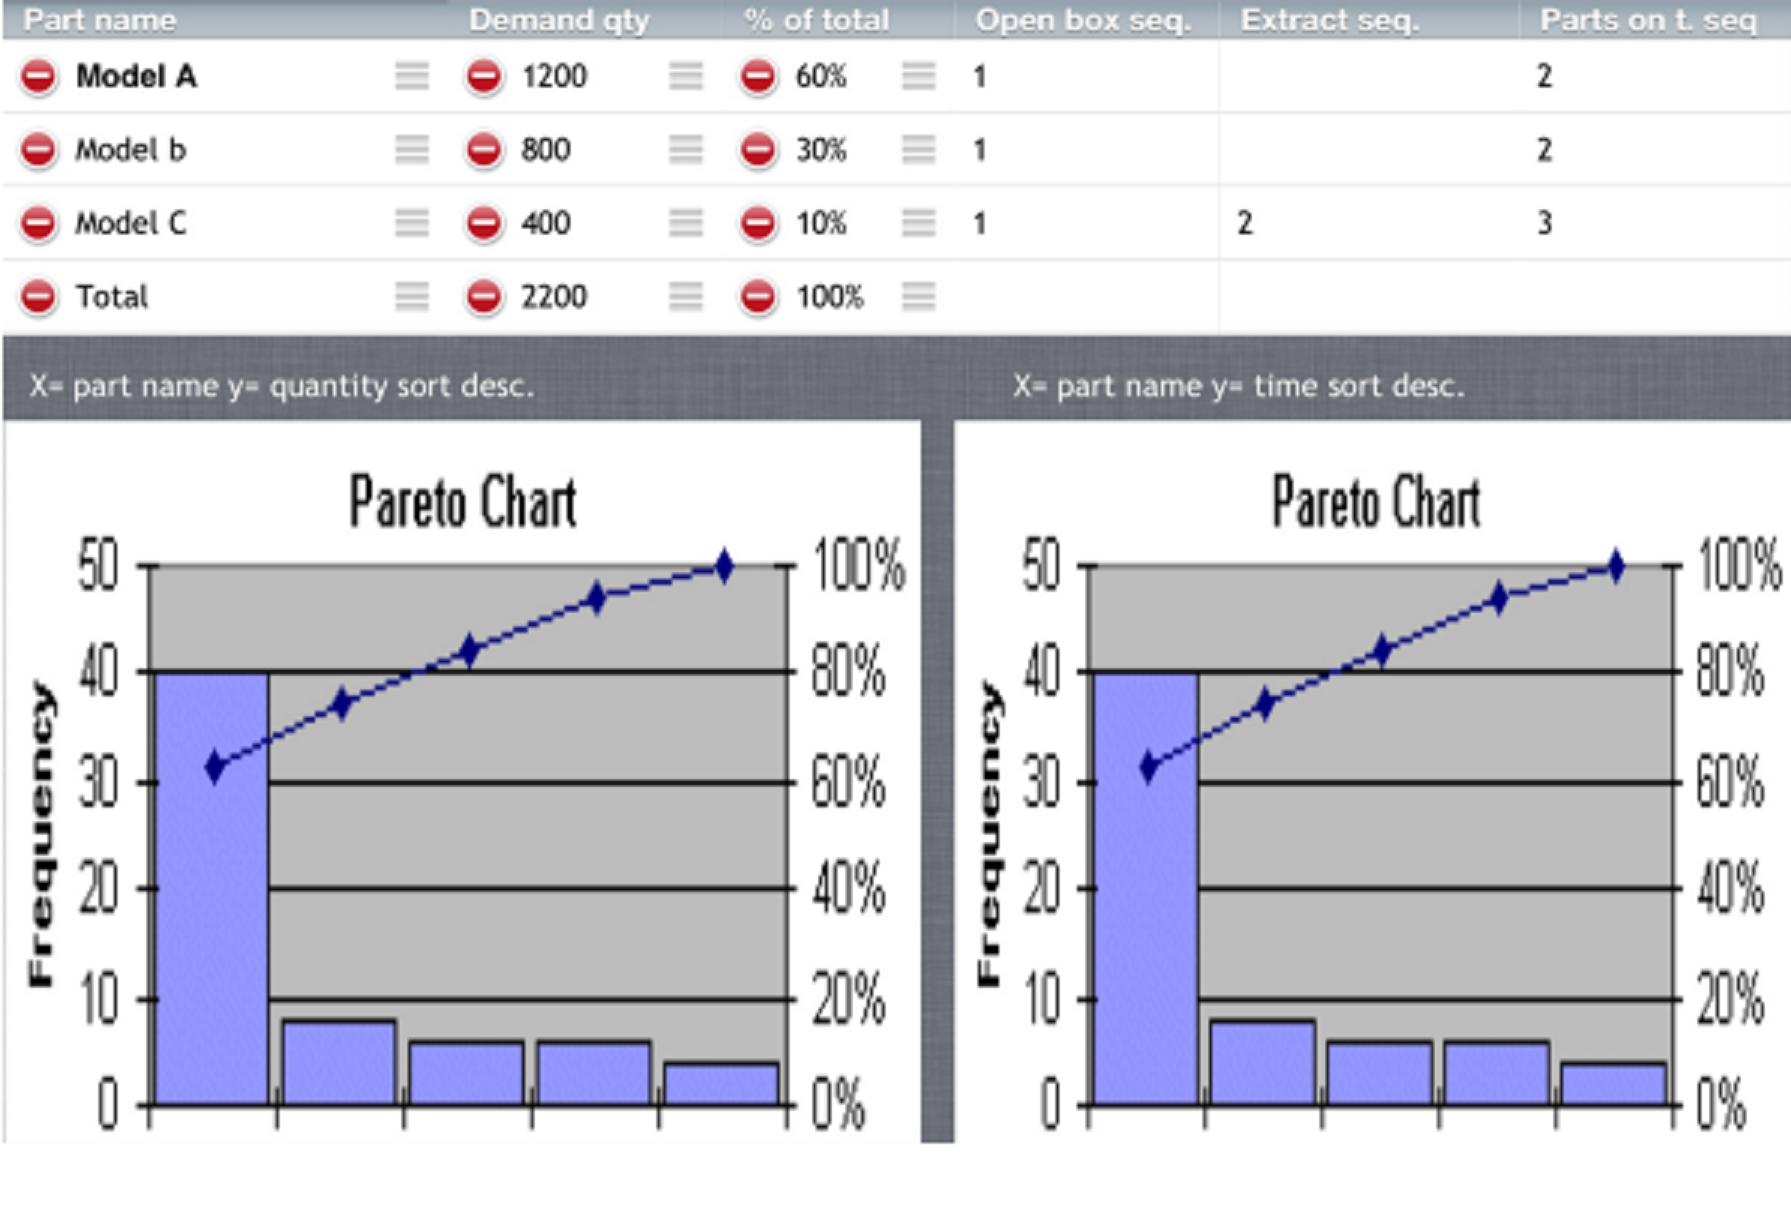 Part name Demand qty % of total Open box seq. Extract seq. Parts on t. seq
Model A 1200 60% 1 2
Model b 800 30% 1 2
Model C 400 10% 1 2 3
Total 2200 100%
X= part name y= quantity sort desc.
X= part name y= time sort desc.
Pareto Chart
50 100%
40 80%
30 60%
20 40%
10 20%
0 0%
Frequency
Pareto Chart
50 100%
40 80%
30 60%
20 40%
10 20%
0 0%
Frequency